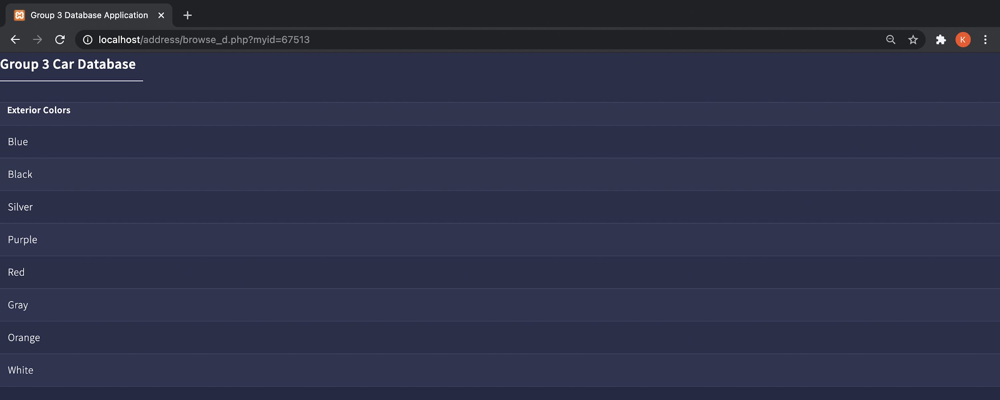 Group 3 Database Application
localhost/address/browse_d.php?myid=67513
K
Group 3 Car Database
Exterior Colors
Blue
Black
Silver
Purple
Red
Gray
Orange
White